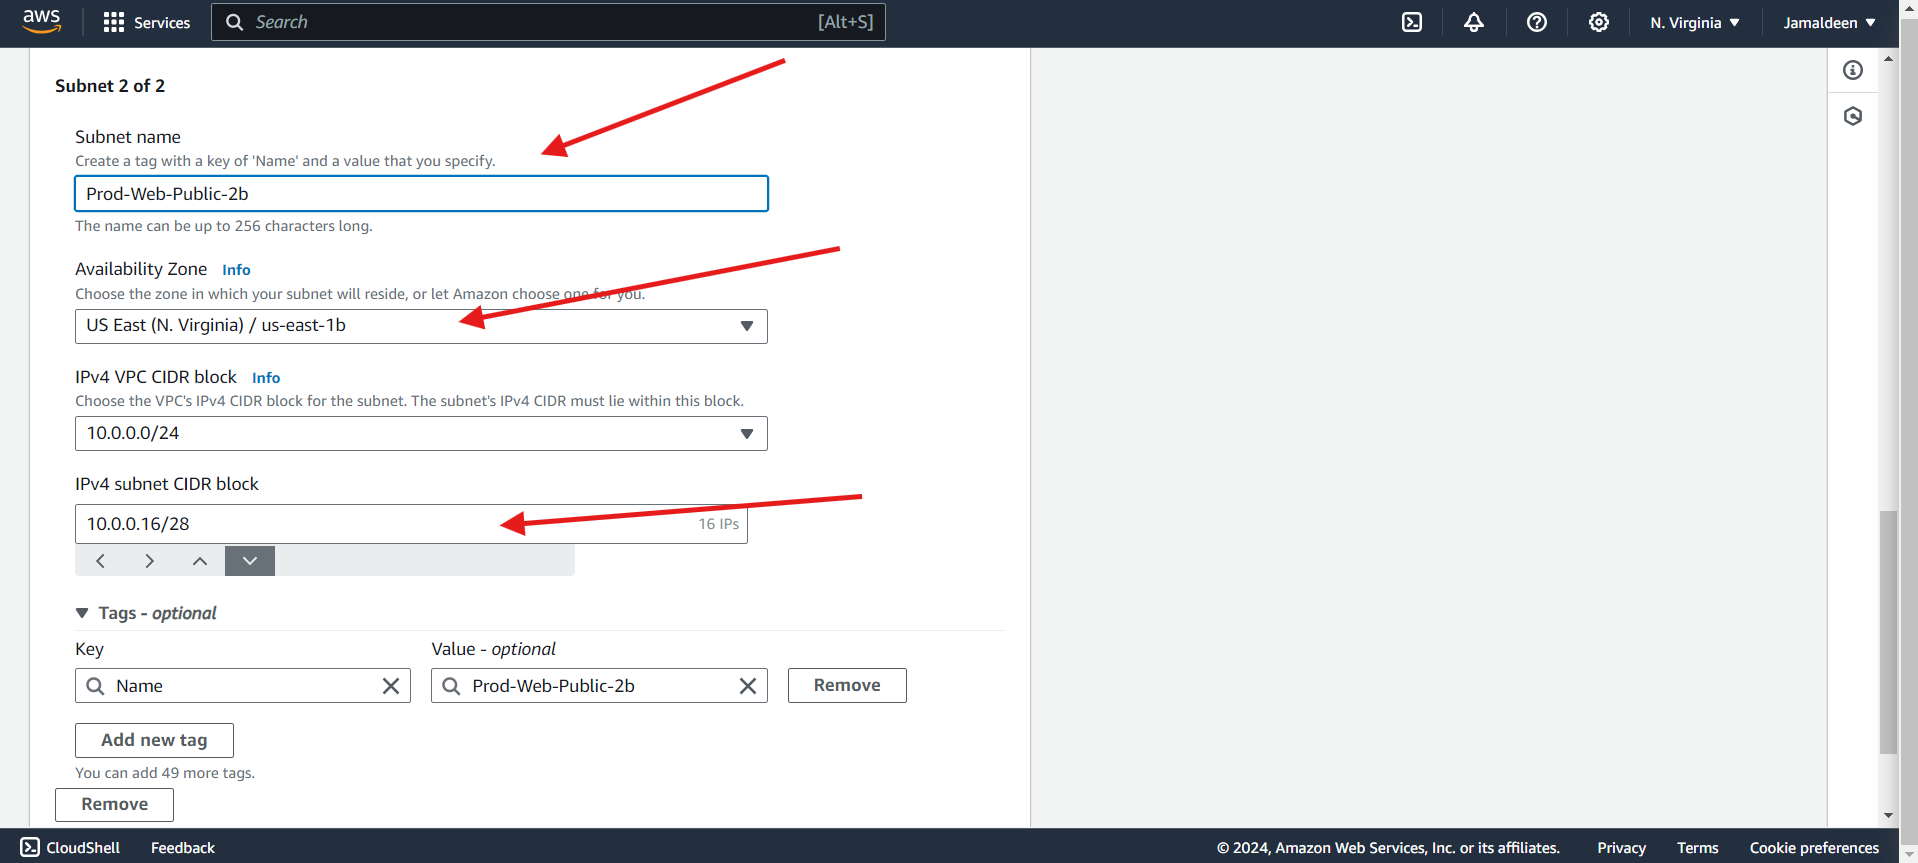 aws Services Search [Alt+S] N. Virginia Jamaldeen
Subnet 2 of 2
Subnet name
Create a tag with a key of 'Name' and a value that you specify.
Prod-Web-Public-2b
The name can be up to 256 characters long.
Availability Zone Info
Choose the zone in which your subnet will reside, or let Amazon choose one for you.
US East (N. Virginia) / us-east-1b
IPv4 VPC CIDR block Info
Choose the VPC's IPv4 CIDR block for the subnet. The subnet's IPv4 CIDR must lie within this block.
10.0.0.0/24
IPv4 subnet CIDR block
10.0.0.16/28 16 IPs
Tags - optional
Key Value - optional
Name Prod-Web-Public-2b Remove
Add new tag
You can add 49 more tags.
Remove
CloudShell Feedback © 2024, Amazon Web Services, Inc. or its affiliates. Privacy Terms Cookie preferences